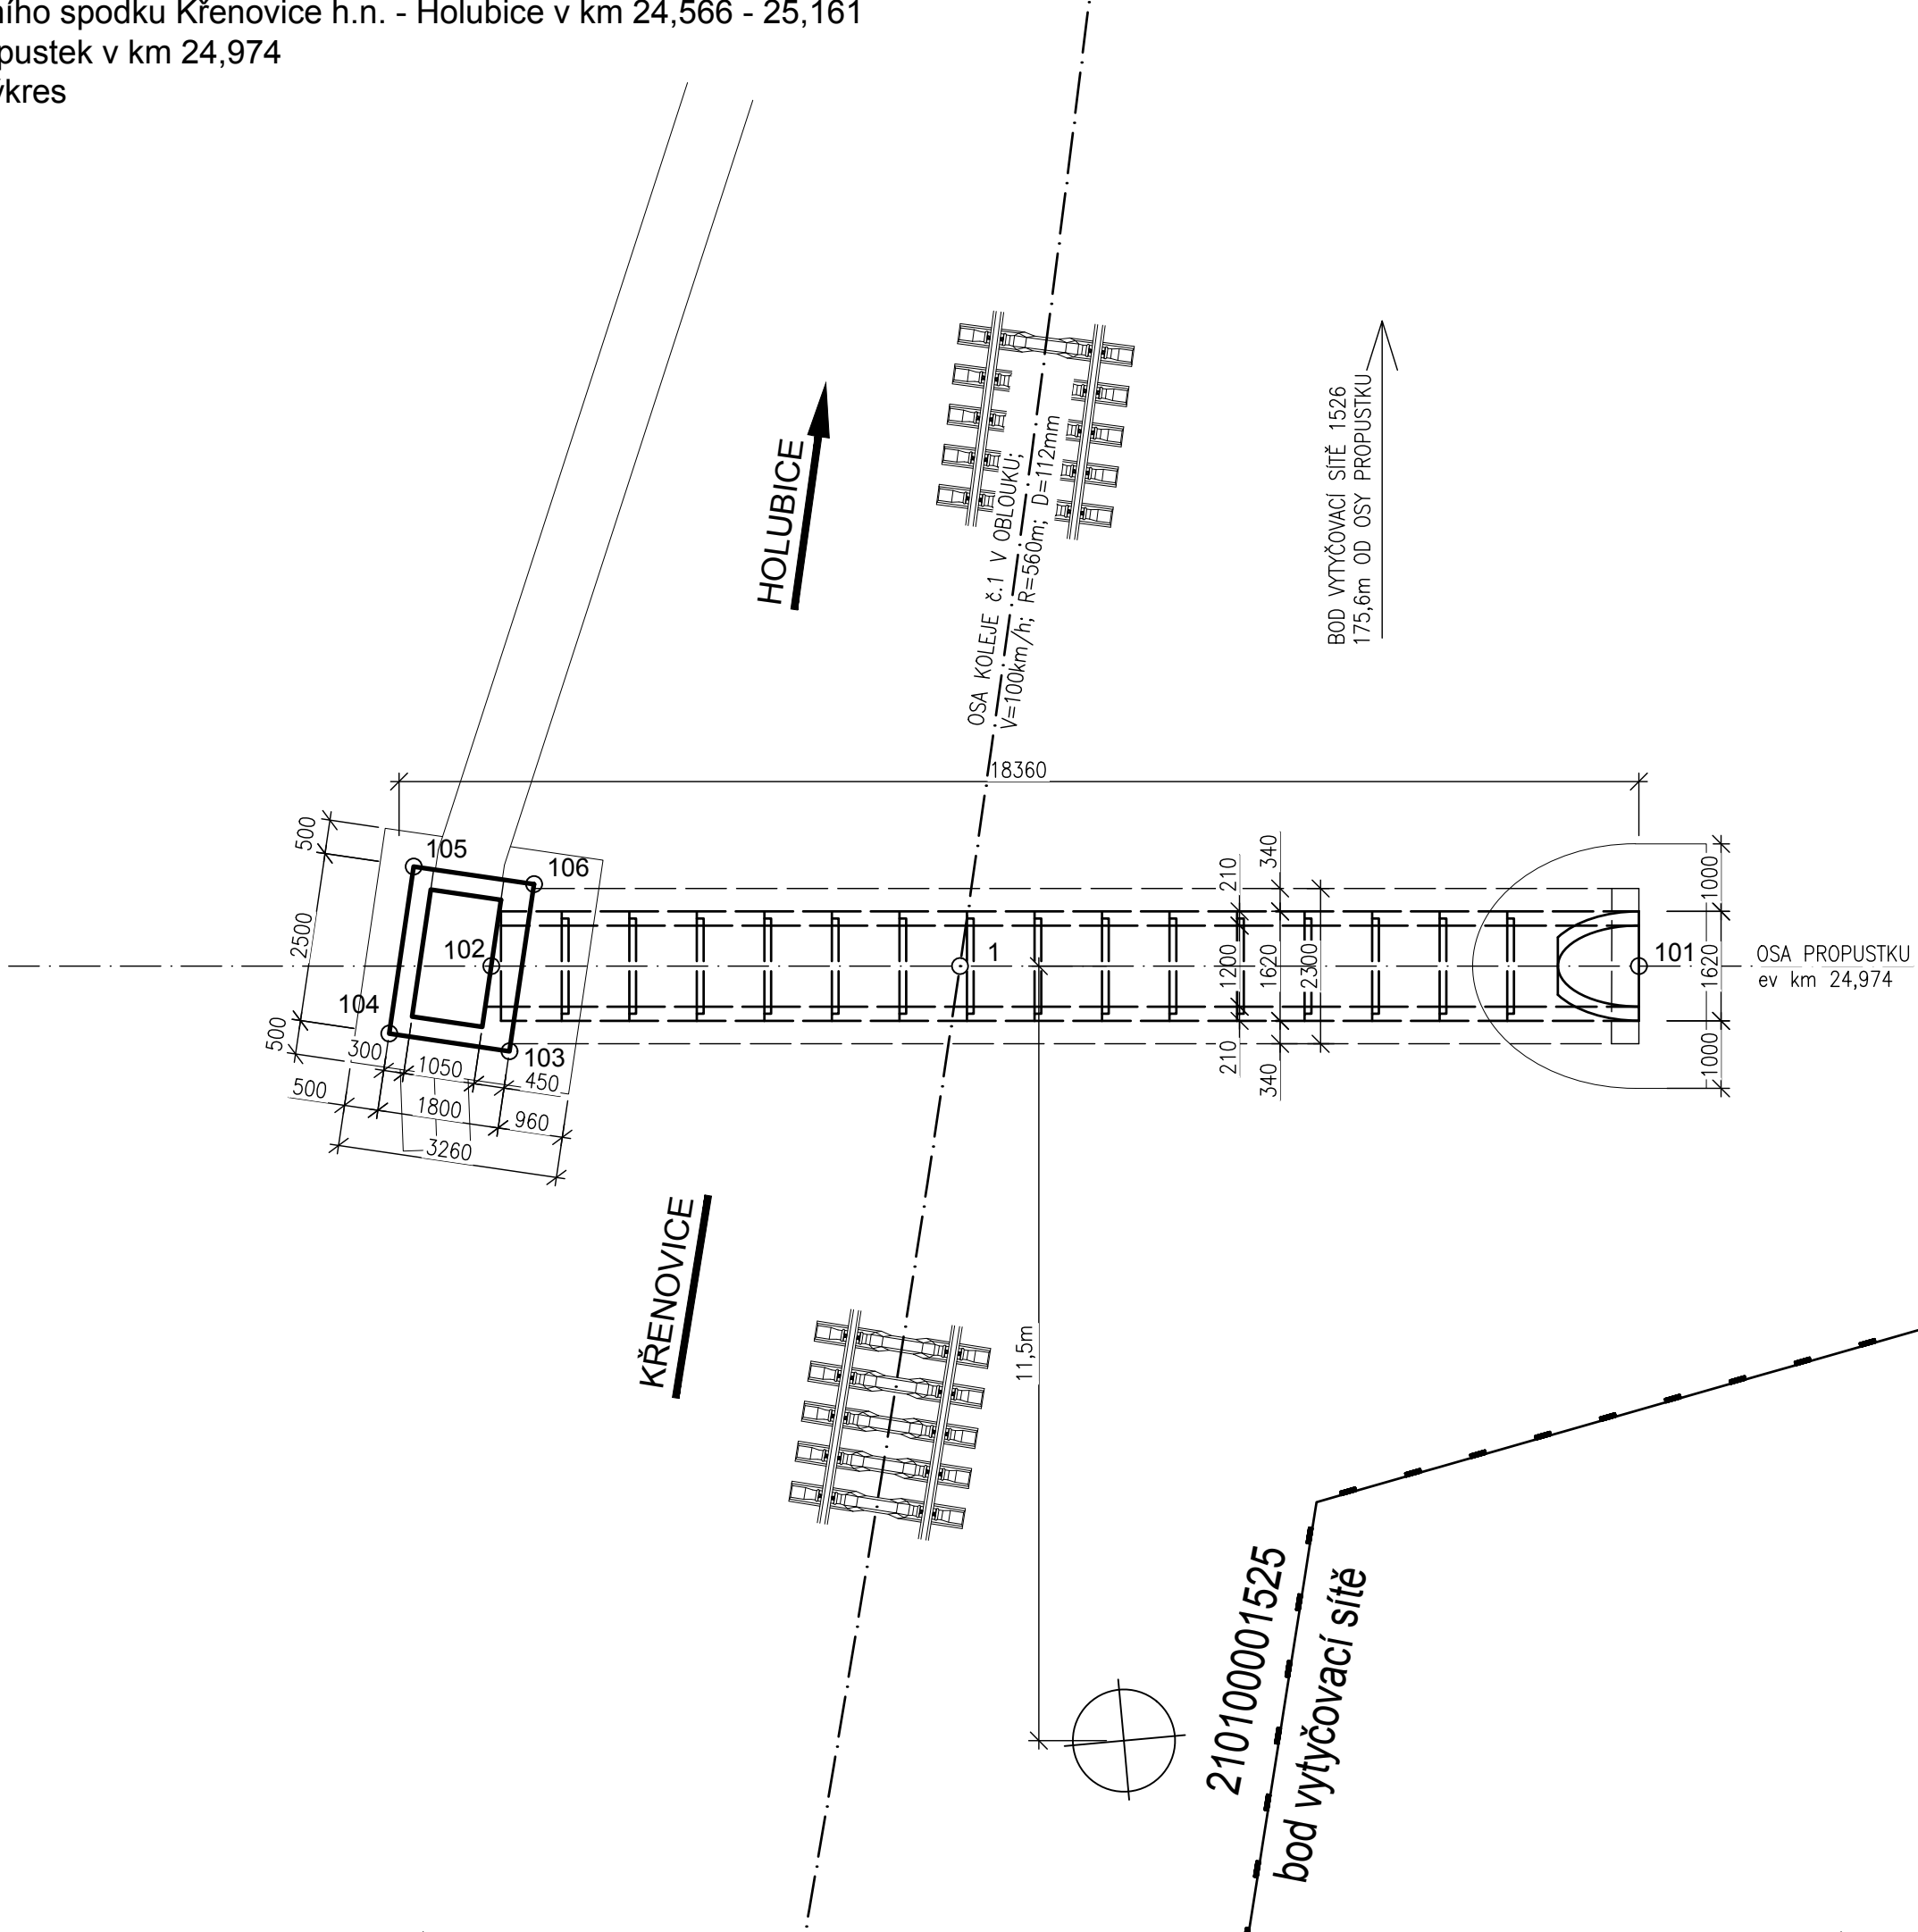 ního spodku Křenovice h.n. - Holubice v km 24,566 - 25,161
pustek v km 24,974
ýkres
HOLUBICE
OSA KOLEJE č.1 V OBLOUKU;
V=100km/h; R=560m; D=112mm
BOD VYTYČOVACÍ SÍTĚ 1526
175,6m OD OSY PROPUSTKU
18360
500
105
106
2500
102
104
500
300
1050
103
450
500
1800
960
3260
1
210
340
1200
1620
2300
210
340
1000
1620
1000
101
OSA PROPUSTKU
ev km 24,974
KŘENOVICE
11,5m
210100001525
bod vytyčovací sítě